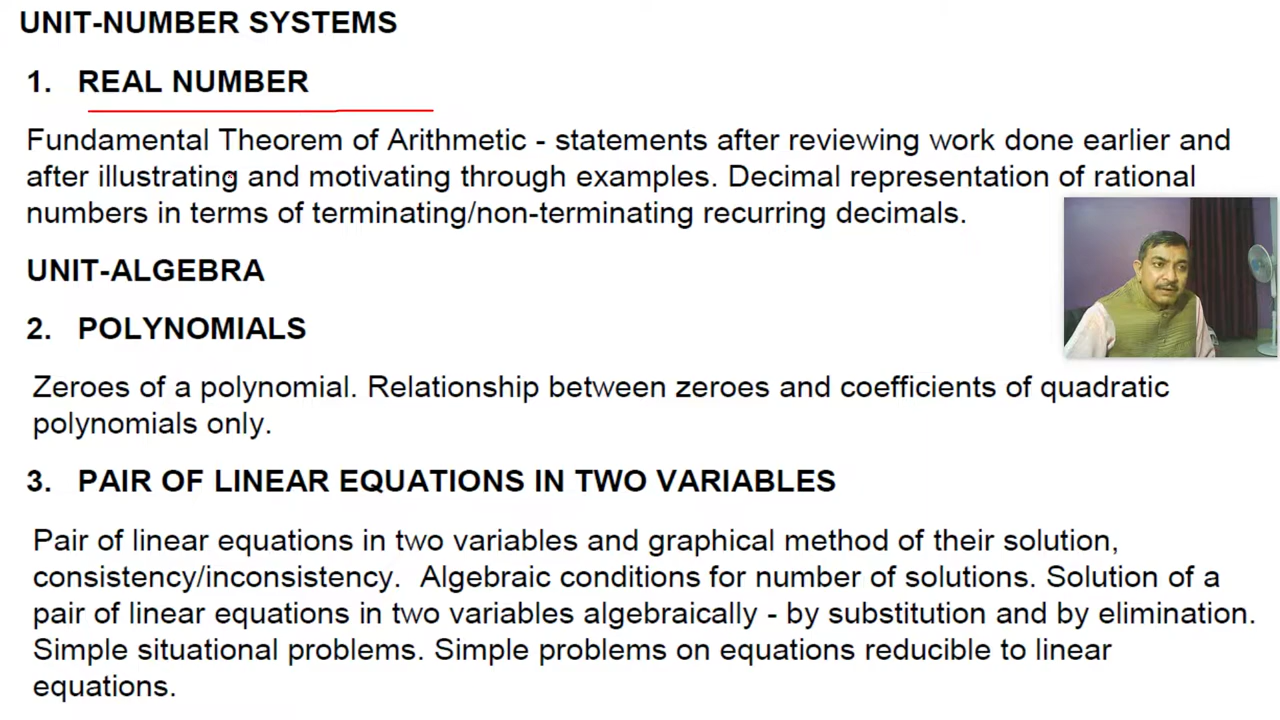 UNIT-NUMBER SYSTEMS
1. REAL NUMBER
Fundamental Theorem of Arithmetic - statements after reviewing work done earlier and
after illustrating and motivating through examples. Decimal representation of rational
numbers in terms of terminating/non-terminating recurring decimals.
UNIT-ALGEBRA
2. POLYNOMIALS
Zeroes of a polynomial. Relationship between zeroes and coefficients of quadratic
polynomials only.
3. PAIR OF LINEAR EQUATIONS IN TWO VARIABLES
Pair of linear equations in two variables and graphical method of their solution,
consistency/inconsistency. Algebraic conditions for number of solutions. Solution of a
pair of linear equations in two variables algebraically - by substitution and by elimination.
Simple situational problems. Simple problems on equations reducible to linear
equations.